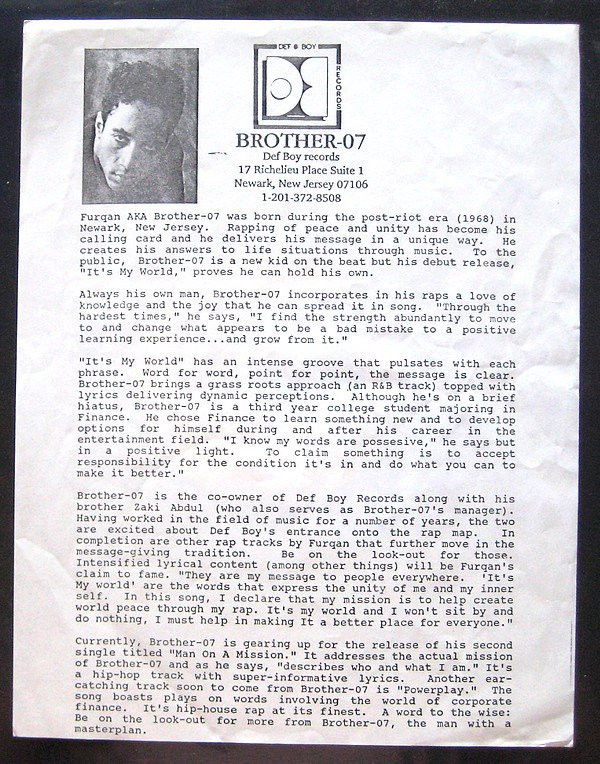 DEF B BOY
RECORDS
BROTHER-07
Def Boy records
17 Richelieu Place Suite 1
Newark, New Jersey 07106
1-201-372-8508
Furqan AKA Brother-07 was born during the post-riot era (1968) in
Newark, New Jersey. Rapping of peace and unity has become his
calling card and he delivers his message in a unique way. He
creates his answers to life situations through music. To the
public, Brother-07 is a new kid on the beat but his debut release,
"It's My World," proves he can hold his own.
Always his own man, Brother-07 incorporates in his raps a love of
knowledge and the joy that he can spread it in song. "Through the
hardest times," he says, "I find the strength abundantly to move
to and change what appears to be a bad mistake to a positive
learning experience...and grow from it."
"It's My World" has an intense groove that pulsates with each
phrase. Word for word, point for point, the message is clear.
Brother-07 brings a grass roots approach (an R&B track) topped with
lyrics delivering dynamic perceptions. Although he's on a brief
hiatus, Brother-07 is a third year college student majoring in
Finance. He chose Finance to learn something new and to develop
options for himself during and after his career in the
entertainment field. "I know my words are possesive," he says but
in a positive light. To claim something is to accept
responsibility for the condition it's in and do what you can to
make it better."
Brother-07 is the co-owner of Def Boy Records along with his
brother Zaki Abdul (who also serves as Brother-07's manager).
Having worked in the field of music for a number of years, the two
are excited about Def Boy's entrance onto the rap map. In
completion are other rap tracks by Furqan that further move in the
message-giving tradition. Be on the look-out for those.
Intensified lyrical content (among other things) will be Furqan's
claim to fame. "They are my message to people everywhere. 'It's
My world' are the words that express the unity of me and my inner
self. In this song, I declare that my mission is to help create
world peace through my rap. It's my world and I won't sit by and
do nothing, I must help in making It a better place for everyone."
Currently, Brother-07 is gearing up for the release of his second
single titled "Man On A Mission." It addresses the actual mission
of Brother-07 and as he says, "describes who and what I am." It's
a hip-hop track with super-informative lyrics. Another ear-
catching track soon to come from Brother-07 is "Powerplay." The
song boasts plays on words involving the world of corporate
finance. It's hip-house rap at its finest. A word to the wise:
Be on the look-out for more from Brother-07, the man with a
masterplan.